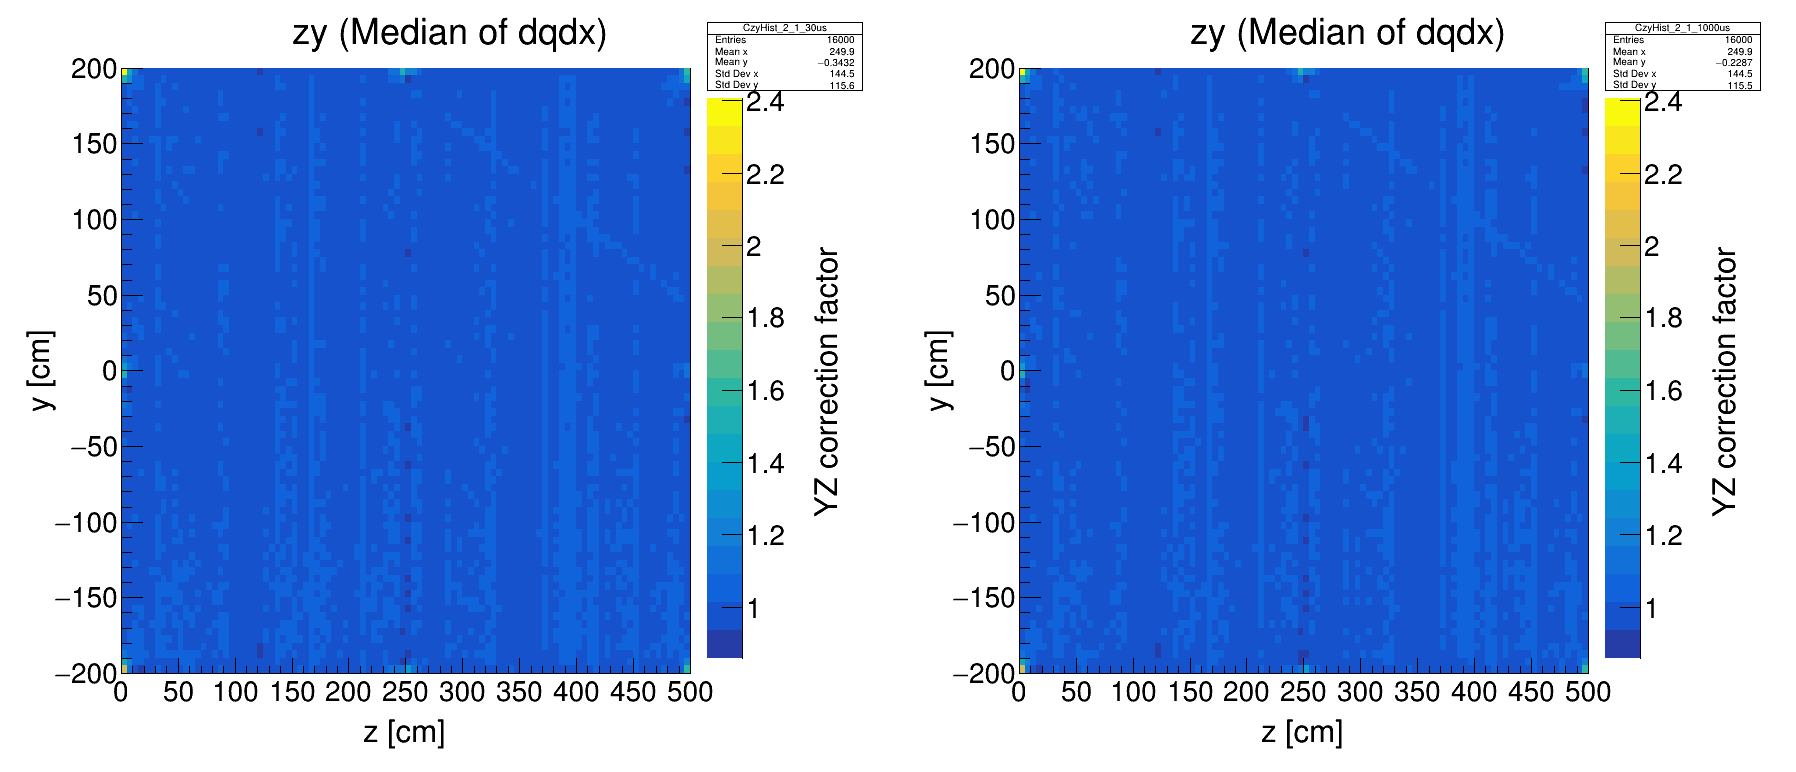 zy (Median of dqdx)
CzyHist_2_1_30us
Entries 16000
Mean x 249.9
Mean y −0.3432
Std Dev x 144.5
Std Dev y 115.6
200
150
100
50
0
−50
−100
−150
−200
0 50 100 150 200 250 300 350 400 450 500
z [cm]
y [cm]
2.4
2.2
2
1.8
1.6
1.4
1.2
1
YZ correction factor
zy (Median of dqdx)
CzyHist_2_1_1000us
Entries 16000
Mean x 249.9
Mean y −0.2287
Std Dev x 144.5
Std Dev y 115.5
200
150
100
50
0
−50
−100
−150
−200
0 50 100 150 200 250 300 350 400 450 500
z [cm]
y [cm]
2.4
2.2
2
1.8
1.6
1.4
1.2
1
YZ correction factor